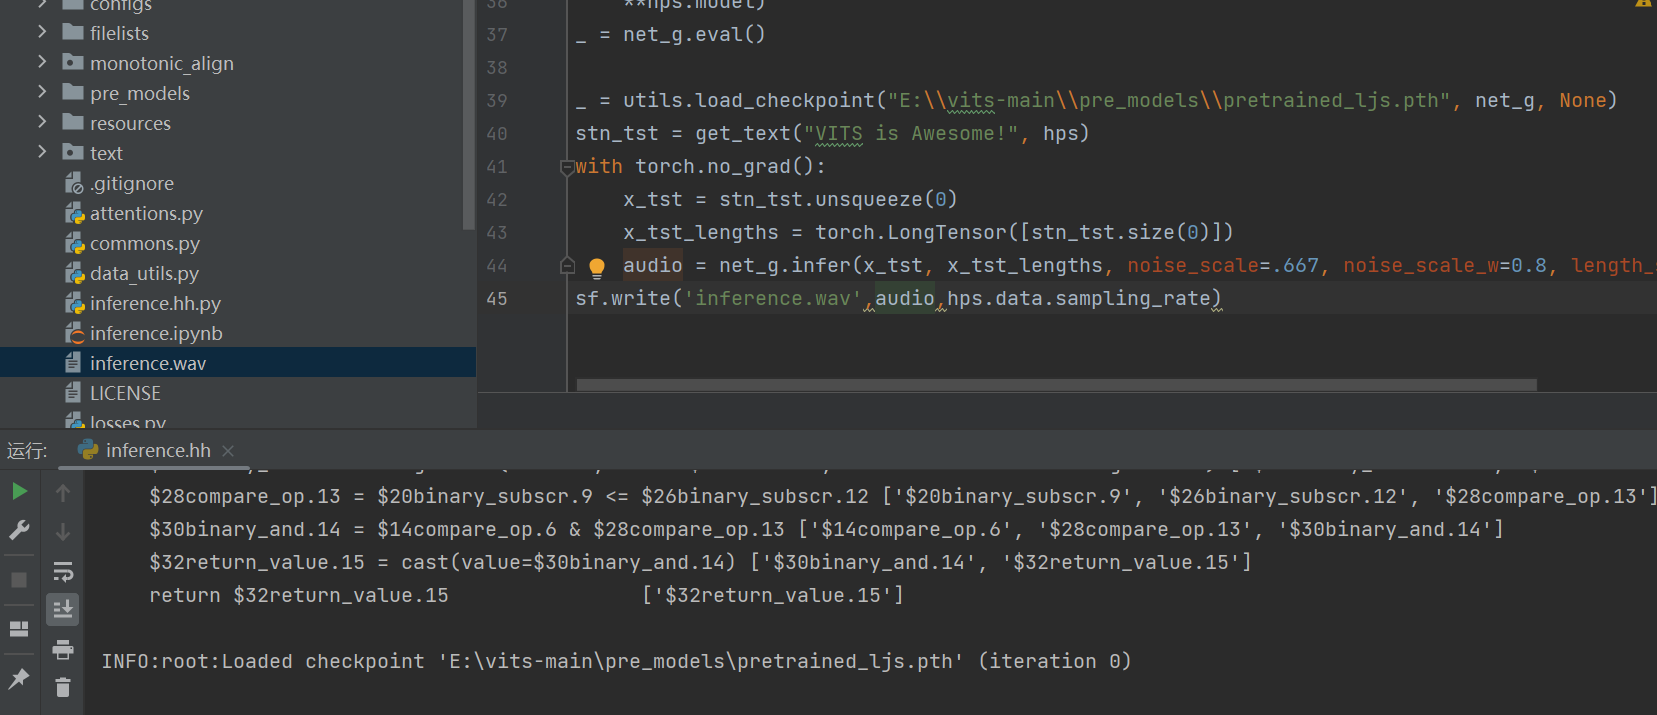 configs
filelists
monotonic_align
pre_models
resources
text
.gitignore
attentions.py
commons.py
data_utils.py
inference.hh.py
inference.ipynb
inference.wav
LICENSE
losses.py
36 **hps.model)
37 _ = net_g.eval()
38
39 _ = utils.load_checkpoint("E:\\vits-main\\pre_models\\pretrained_ljs.pth", net_g, None)
40 stn_tst = get_text("VITS is Awesome!", hps)
41 with torch.no_grad():
42 x_tst = stn_tst.unsqueeze(0)
43 x_tst_lengths = torch.LongTensor([stn_tst.size(0)])
44 audio = net_g.infer(x_tst, x_tst_lengths, noise_scale=.667, noise_scale_w=0.8, length_s
45 sf.write('inference.wav',audio,hps.data.sampling_rate)
运行: inference.hh
$28compare_op.13 = $20binary_subscr.9 <= $26binary_subscr.12 ['$20binary_subscr.9', '$26binary_subscr.12', '$28compare_op.13']
$30binary_and.14 = $14compare_op.6 & $28compare_op.13 ['$14compare_op.6', '$28compare_op.13', '$30binary_and.14']
$32return_value.15 = cast(value=$30binary_and.14) ['$30binary_and.14', '$32return_value.15']
return $32return_value.15 ['$32return_value.15']
INFO:root:Loaded checkpoint 'E:\vits-main\pre_models\pretrained_ljs.pth' (iteration 0)